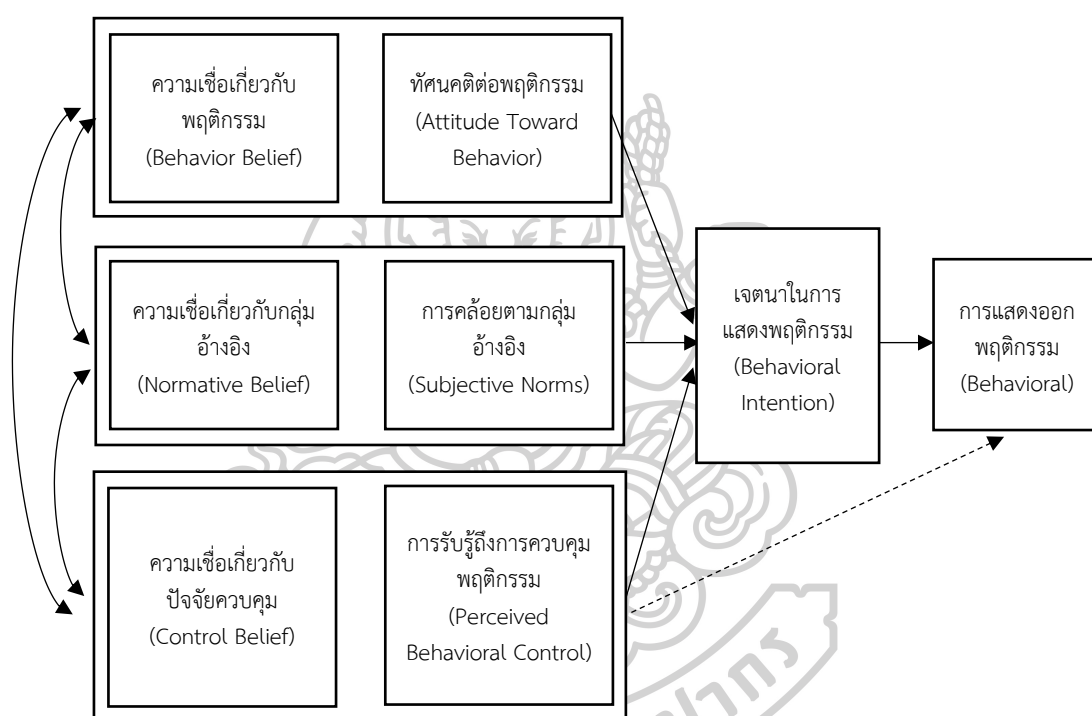 ความเชื่อเกี่ยวกับ
พฤติกรรม
(Behavior Belief)
ทัศนคติต่อพฤติกรรม
(Attitude Toward
Behavior)
ความเชื่อเกี่ยวกับกลุ่ม
อ้างอิง
(Normative Belief)
การคล้อยตามกลุ่ม
อ้างอิง
(Subjective Norms)
เจตนาในการ
แสดงพฤติกรรม
(Behavioral
Intention)
การแสดงออก
พฤติกรรม
(Behavioral)
ความเชื่อเกี่ยวกับ
ปัจจัยควบคุม
(Control Belief)
การรับรู้ถึงการควบคุม
พฤติกรรม
(Perceived
Behavioral Control)